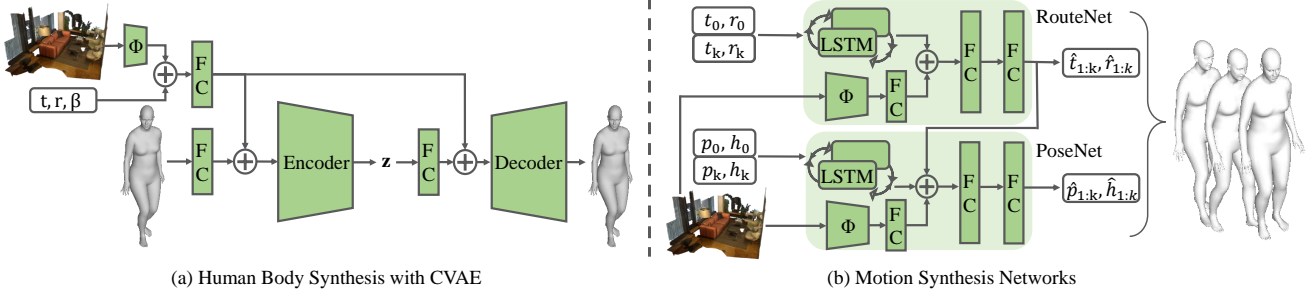 Φ
F
C
t, r, β
F
C
Encoder
z
F
C
Decoder
(a) Human Body Synthesis with CVAE
t₀, r₀
tₖ, rₖ
LSTM
Φ
F
C
F
C
F
C
RouteNet
t̂₁:ₖ, r̂₁:ₖ
p₀, h₀
pₖ, hₖ
LSTM
Φ
F
C
F
C
F
C
PoseNet
p̂₁:ₖ, ĥ₁:ₖ
(b) Motion Synthesis Networks